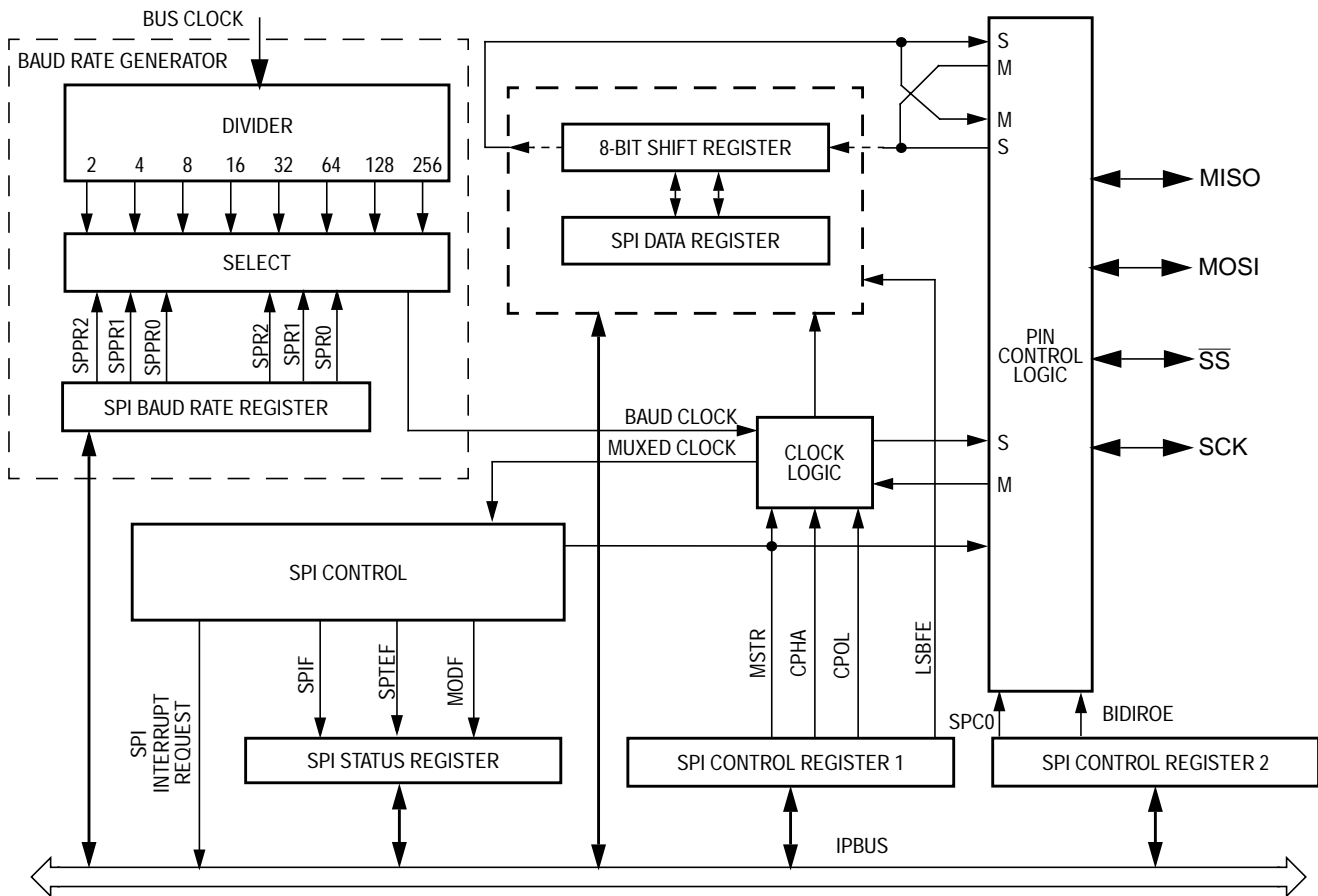 BUS CLOCK
BAUD RATE GENERATOR
DIVIDER
2 4 8 16 32 64 128 256
SELECT
SPPR2
SPPR1
SPPR0
SPR2
SPR1
SPR0
SPI BAUD RATE REGISTER
8-BIT SHIFT REGISTER
SPI DATA REGISTER
S
M
M
S
PIN
CONTROL
LOGIC
MISO
MOSI
SS
SCK
BAUD CLOCK
MUXED CLOCK
CLOCK
LOGIC
S
M
SPI CONTROL
SPI
INTERRUPT
REQUEST
SPIF
SPTEF
MODF
MSTR
CPHA
CPOL
LSBFE
SPC0
BIDIROE
SPI STATUS REGISTER
SPI CONTROL REGISTER 1
SPI CONTROL REGISTER 2
IPBUS